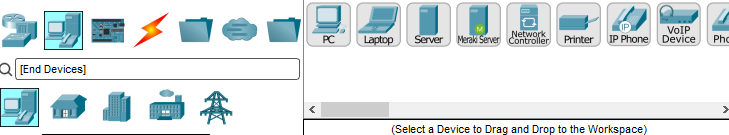 [End Devices]
PC
Laptop
Server
M
Meraki Server
Network
Controller
Printer
IP
IP Phone
VoIP
Device
Pho
(Select a Device to Drag and Drop to the Workspace)